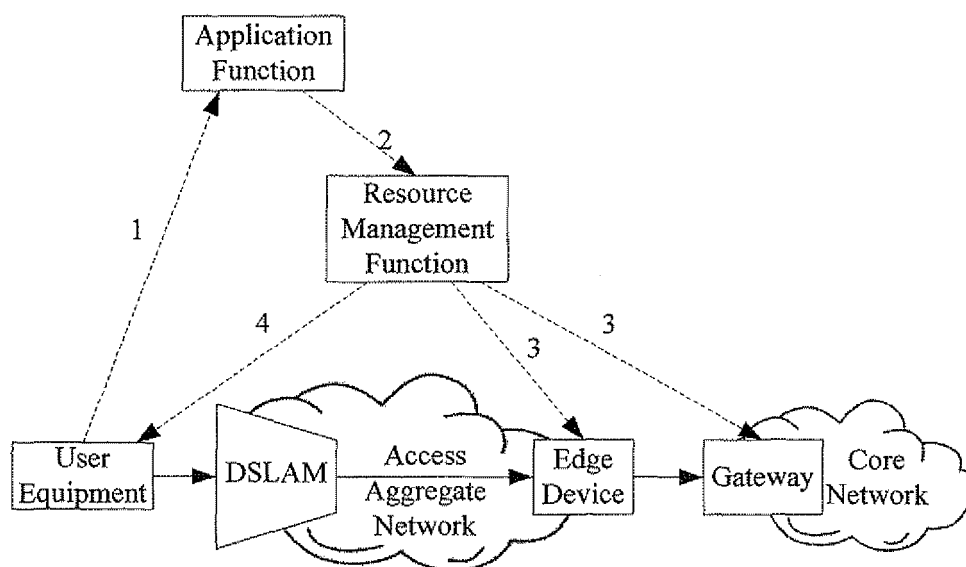 Application
Function
2
1
Resource
Management
Function
4
3
3
User
Equipment
DSLAM
Access
Aggregate
Network
Edge
Device
Gateway
Core
Network